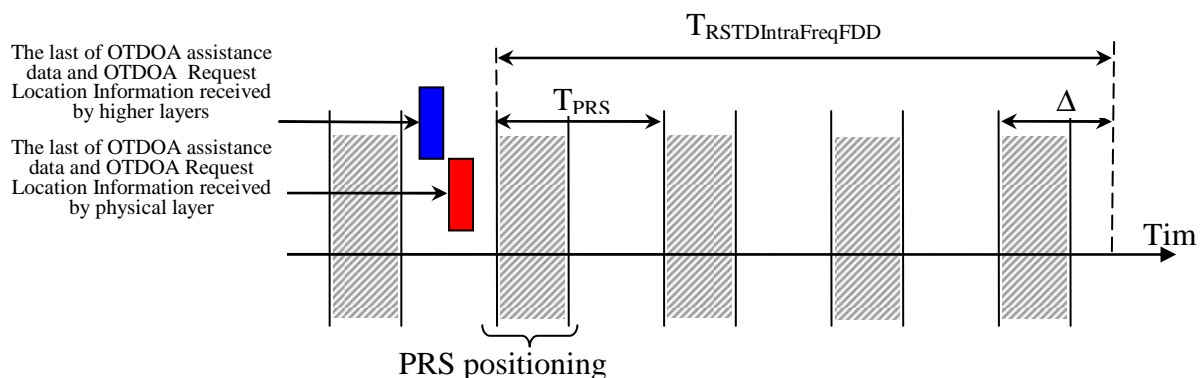 The last of OTDOA assistance
data and OTDOA Request
Location Information received
by higher layers
The last of OTDOA assistance
data and OTDOA Request
Location Information received
by physical layer
T_RSTDIntraFreqFDD
T_PRS
Δ
Tim
PRS positioning